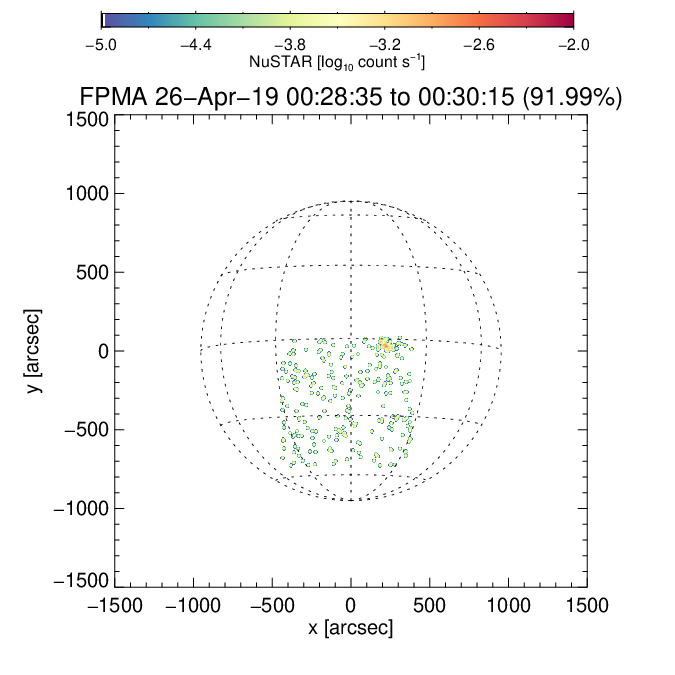 −5.0 −4.4 −3.8 −3.2 −2.6 −2.0
NuSTAR [log₁₀ count s⁻¹]
FPMA 26−Apr−19 00:28:35 to 00:30:15 (91.99%)
1500
1000
500
0
−500
−1000
−1500
y [arcsec]
−1500 −1000 −500 0 500 1000 1500
x [arcsec]